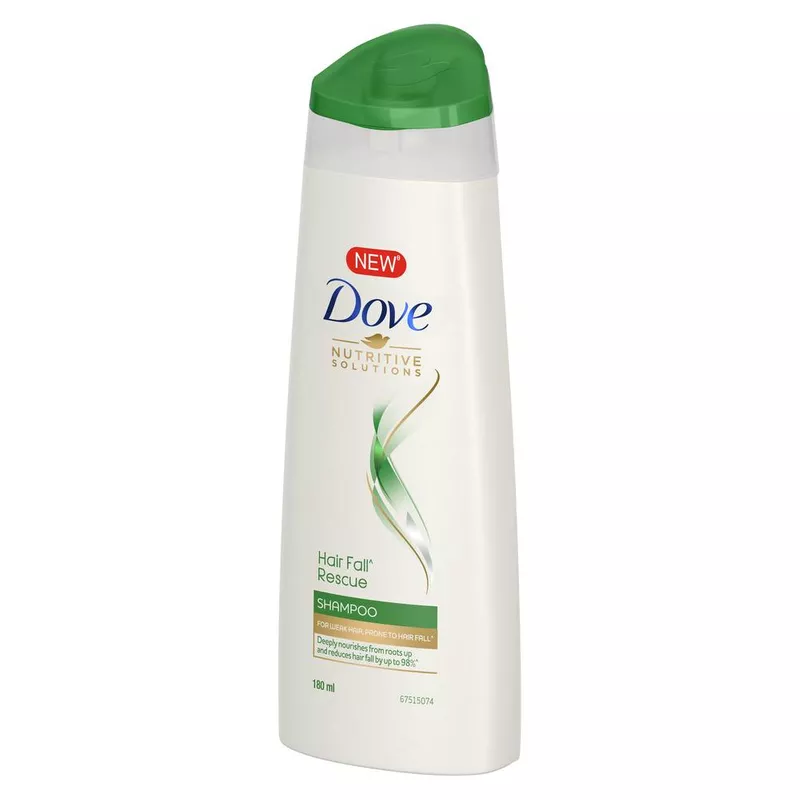 NEW°
Dove
NUTRITIVE
SOLUTIONS
Hair Fall^
Rescue
SHAMPOO
FOR WEAK HAIR, PRONE TO HAIR FALL^
Deeply nourishes from roots up
and reduces hair fall by up to 98%^
180 ml
67515074